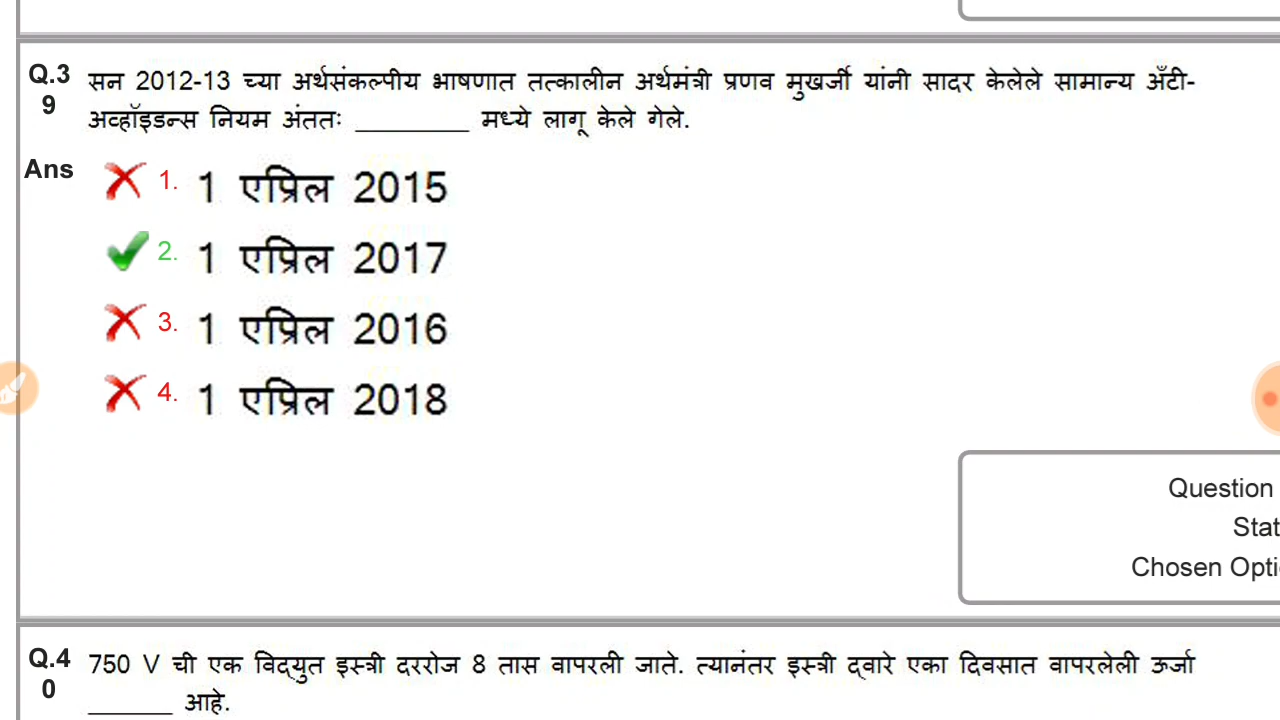 Q.3
9
सन 2012-13 च्या अर्थसंकल्पीय भाषणात तत्कालीन अर्थमंत्री प्रणव मुखर्जी यांनी सादर केलेले सामान्य अँटी-
अव्हॉइडन्स नियम अंततः ________ मध्ये लागू केले गेले.
Ans
1. 1 एप्रिल 2015
2. 1 एप्रिल 2017
3. 1 एप्रिल 2016
4. 1 एप्रिल 2018
Question
Stat
Chosen Opti
Q.4
0
750 V ची एक विद्युत इस्त्री दररोज 8 तास वापरली जाते. त्यानंतर इस्त्री द्वारे एका दिवसात वापरलेली ऊर्जा
______ आहे.